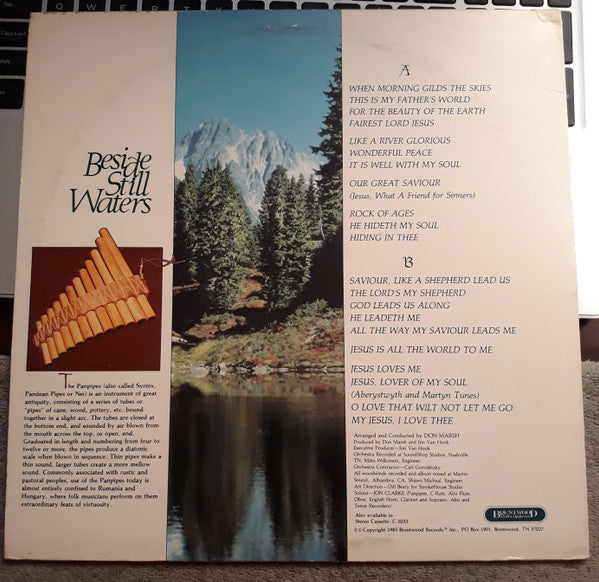 Beside
Still
Waters
The Panpipes (also called Syrinx,
Pandean Pipes or Nei) is an instrument of great
antiquity, consisting of a series of tubes or
"pipes" of cane, wood, pottery, etc. bound
together in a slight arc. The tubes are closed at the
bottom end, and sounded by air blown from
the mouth across the top, or open, end.
Graduated in length and numbering from four to
twelve or more, the pipes produce a diatonic
scale when blown in sequence. Thin pipes make a
thin sound, larger tubes create a more mellow
sound. Commonly associated with rustic and
pastoral peoples, use of the Panpipes today is
almost entirely confined to Rumania and
Hungary, where folk musicians perform on them
extraordinary feats of virtuosity.
A
WHEN MORNING GILDS THE SKIES
THIS IS MY FATHER'S WORLD
FOR THE BEAUTY OF THE EARTH
FAIREST LORD JESUS
LIKE A RIVER GLORIOUS
WONDERFUL PEACE
IT IS WELL WITH MY SOUL
OUR GREAT SAVIOUR
(Jesus, What A Friend for Sinners)
ROCK OF AGES
HE HIDETH MY SOUL
HIDING IN THEE
B
SAVIOUR, LIKE A SHEPHERD LEAD US
THE LORD'S MY SHEPHERD
GOD LEADS US ALONG
HE LEADETH ME
ALL THE WAY MY SAVIOUR LEADS ME
JESUS IS ALL THE WORLD TO ME
JESUS LOVES ME
JESUS, LOVER OF MY SOUL
(Aberystwyth and Martyn Tunes)
O LOVE THAT WILT NOT LET ME GO
MY JESUS, I LOVE THEE
Arranged and Conducted by DON MARSH
Produced by Don Marsh and Jim Van Hook
Executive Producer—Jim Van Hook
Orchestra Recorded at SoundShop Studios, Nashville,
TN, Miles Wilkinson, Engineer
Orchestra Contractor—Carl Gorodetzky
All woodwinds recorded and album mixed at Martin
Sound, Alhambra, CA, Shawn Micheal, Engineer
Art Direction—Dill Beaty for SmokeHouse Studio
Soloist—JON CLARKE (Panpipes, C-flute, Alto Flute,
Oboe, English Horn, Clarinet and Soprano, Alto and
Tenor Recorders)
Also available in
Stereo Cassette: C-5033
℗© Copyright 1985 Brentwood Records,® Inc., PO Box 1901, Brentwood, TN 37027
BRENTWOOD